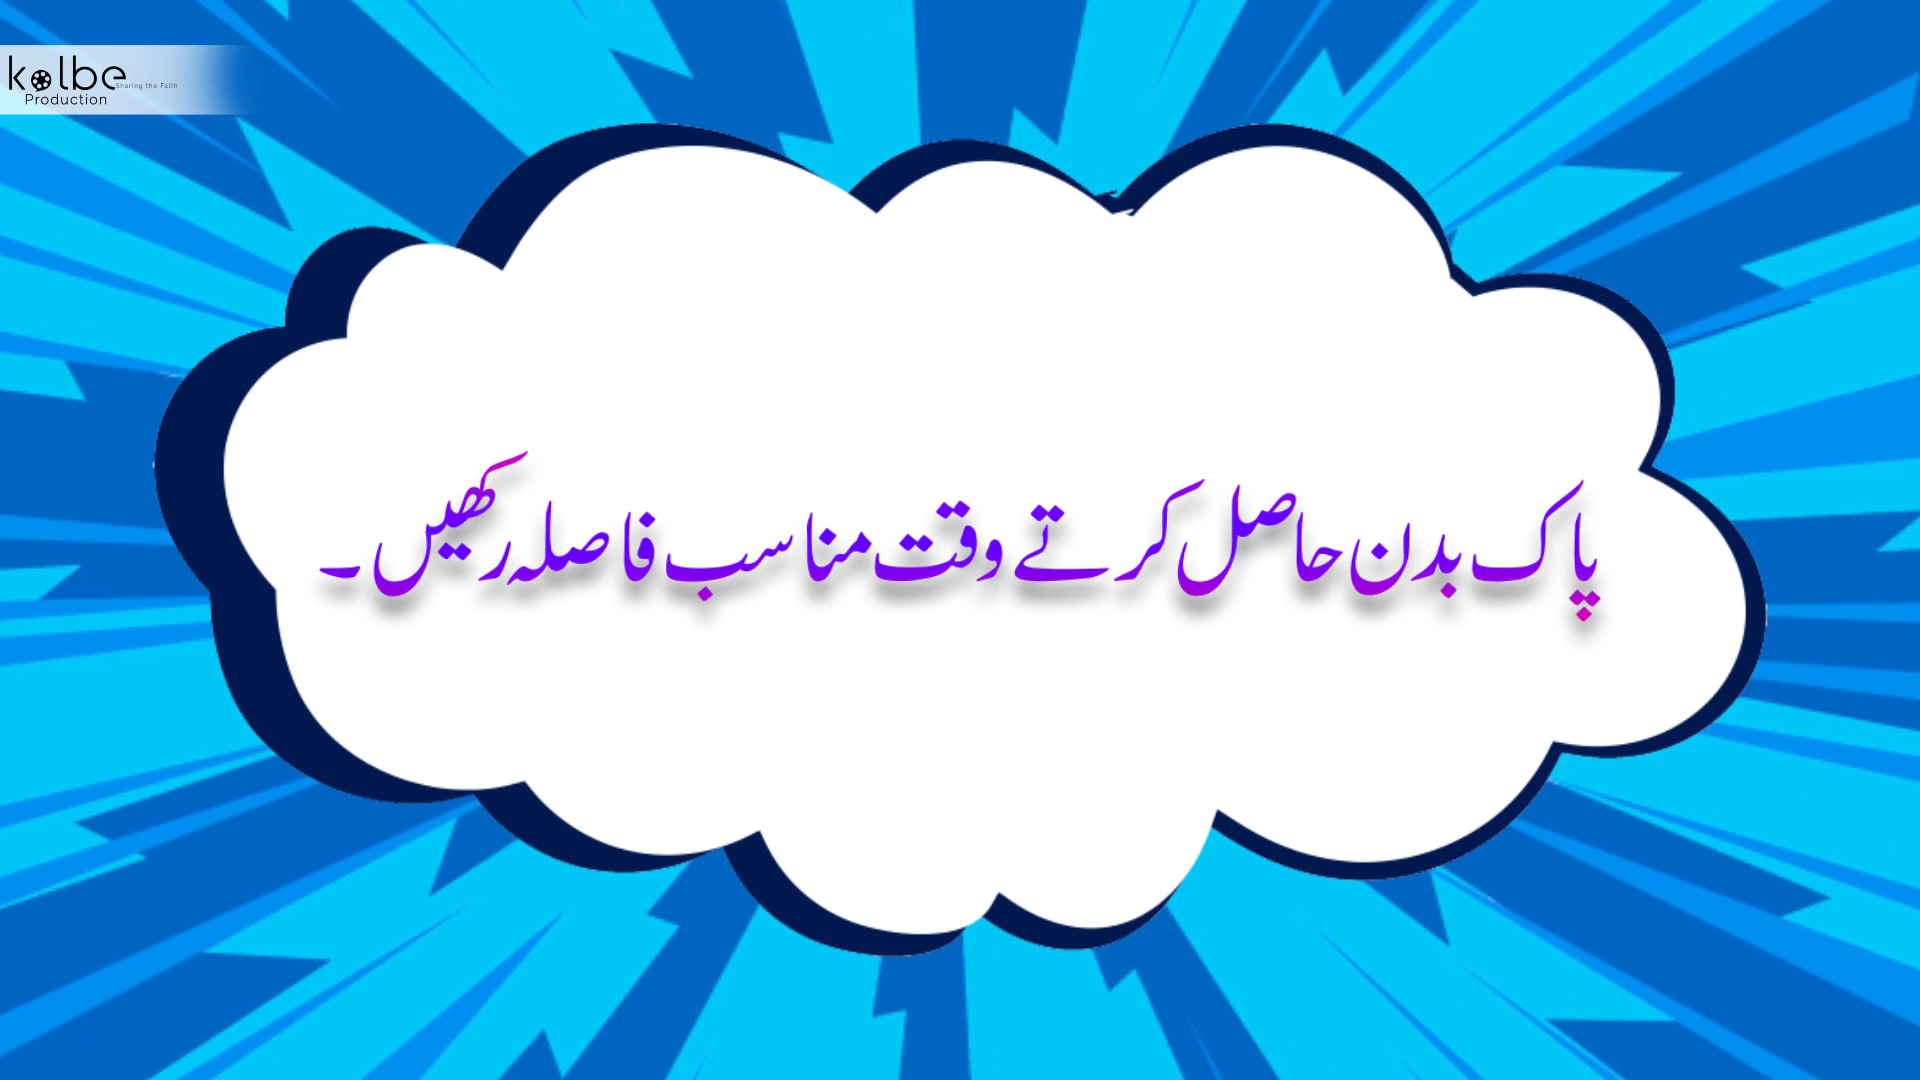 kolbe
Sharing the Faith
Production
پاک بدن حاصل کرتے وقت مناسب فاصلہ رکھیں۔